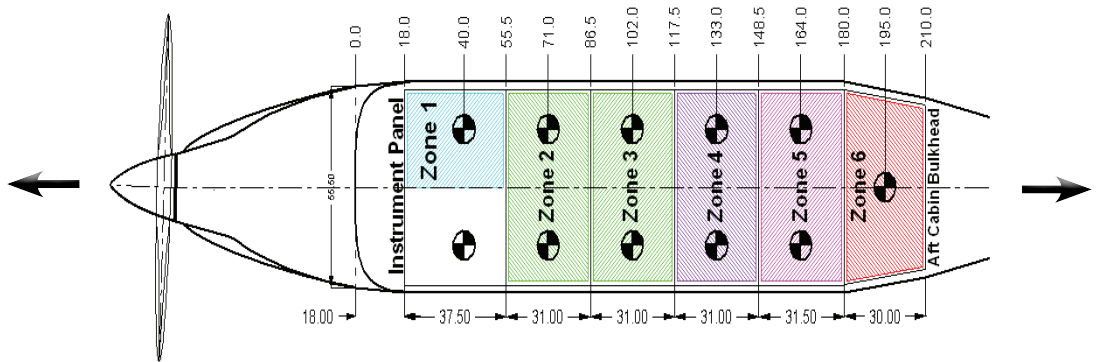 0.0
18.0
40.0
55.5
71.0
86.5
102.0
117.5
133.0
148.5
164.0
180.0
195.0
210.0
Instrument Panel
Zone 1
Zone 2
Zone 3
Zone 4
Zone 5
Zone 6
Aft Cabin Bulkhead
18.00
37.50
31.00
31.00
31.00
31.50
30.00